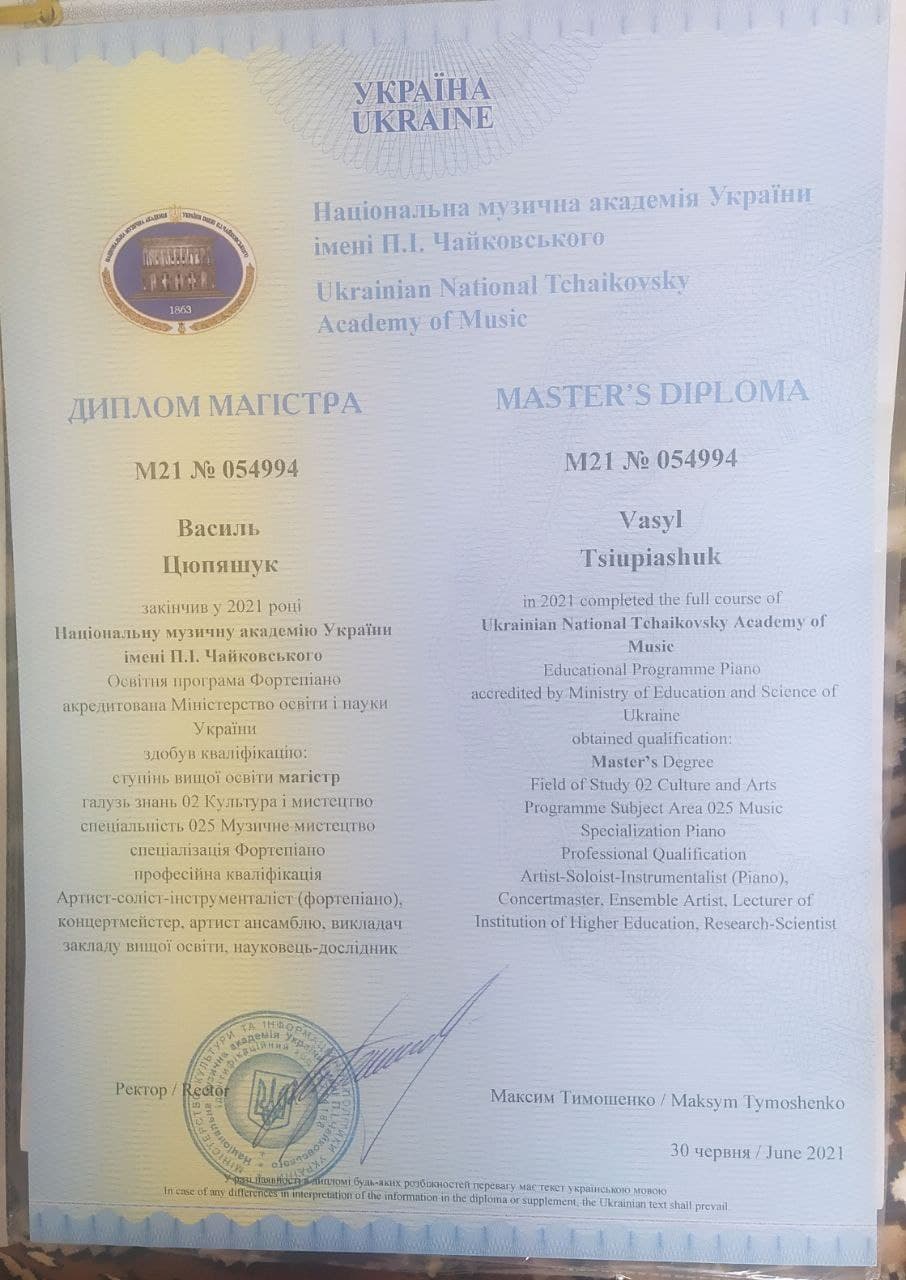 УКРАЇНА
UKRAINE
Національна музична академія України
імені П.І. Чайковського
Ukrainian National Tchaikovsky
Academy of Music
1863
ДИПЛОМ МАГІСТРА
М21 № 054994
Василь
Цюпяшук
закінчив у 2021 році
Національну музичну академію України
імені П.І. Чайковського
Освітня програма Фортепіано
акредитована Міністерство освіти і науки
України
здобув кваліфікацію:
ступінь вищої освіти магістр
галузь знань 02 Культура і мистецтво
спеціальність 025 Музичне мистецтво
спеціалізація Фортепіано
професійна кваліфікація
Артист-соліст-інструменталіст (фортепіано),
концертмейстер, артист ансамблю, викладач
закладу вищої освіти, науковець-дослідник
MASTER'S DIPLOMA
M21 № 054994
Vasyl
Tsiupiashuk
in 2021 completed the full course of
Ukrainian National Tchaikovsky Academy of
Music
Educational Programme Piano
accredited by Ministry of Education and Science of
Ukraine
obtained qualification:
Master's Degree
Field of Study 02 Culture and Arts
Programme Subject Area 025 Music
Specialization Piano
Professional Qualification
Artist-Soloist-Instrumentalist (Piano),
Concertmaster, Ensemble Artist, Lecturer of
Institution of Higher Education, Research-Scientist
Ректор / Rector
Максим Тимошенко / Maksym Tymoshenko
30 червня / June 2021
У разі наявності в дипломі будь-яких розбіжностей перевагу має текст українською мовою
In case of any differences in interpretation of the information in the diploma or supplement, the Ukrainian text shall prevail